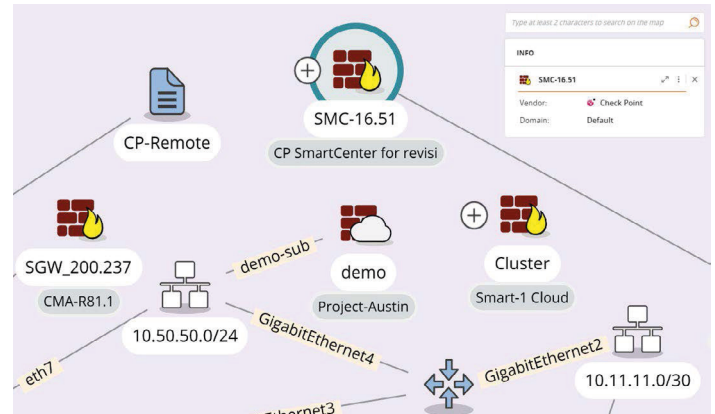 Type at least 2 characters to search on the map
INFO
SMC-16.51
Vendor: Check Point
Domain: Default
SMC-16.51
CP SmartCenter for revisi
CP-Remote
SGW_200.237
CMA-R81.1
demo-sub
demo
Project-Austin
Cluster
Smart-1 Cloud
10.50.50.0/24
GigabitEthernet4
GigabitEthernet2
10.11.11.0/30
eth7
thernet3